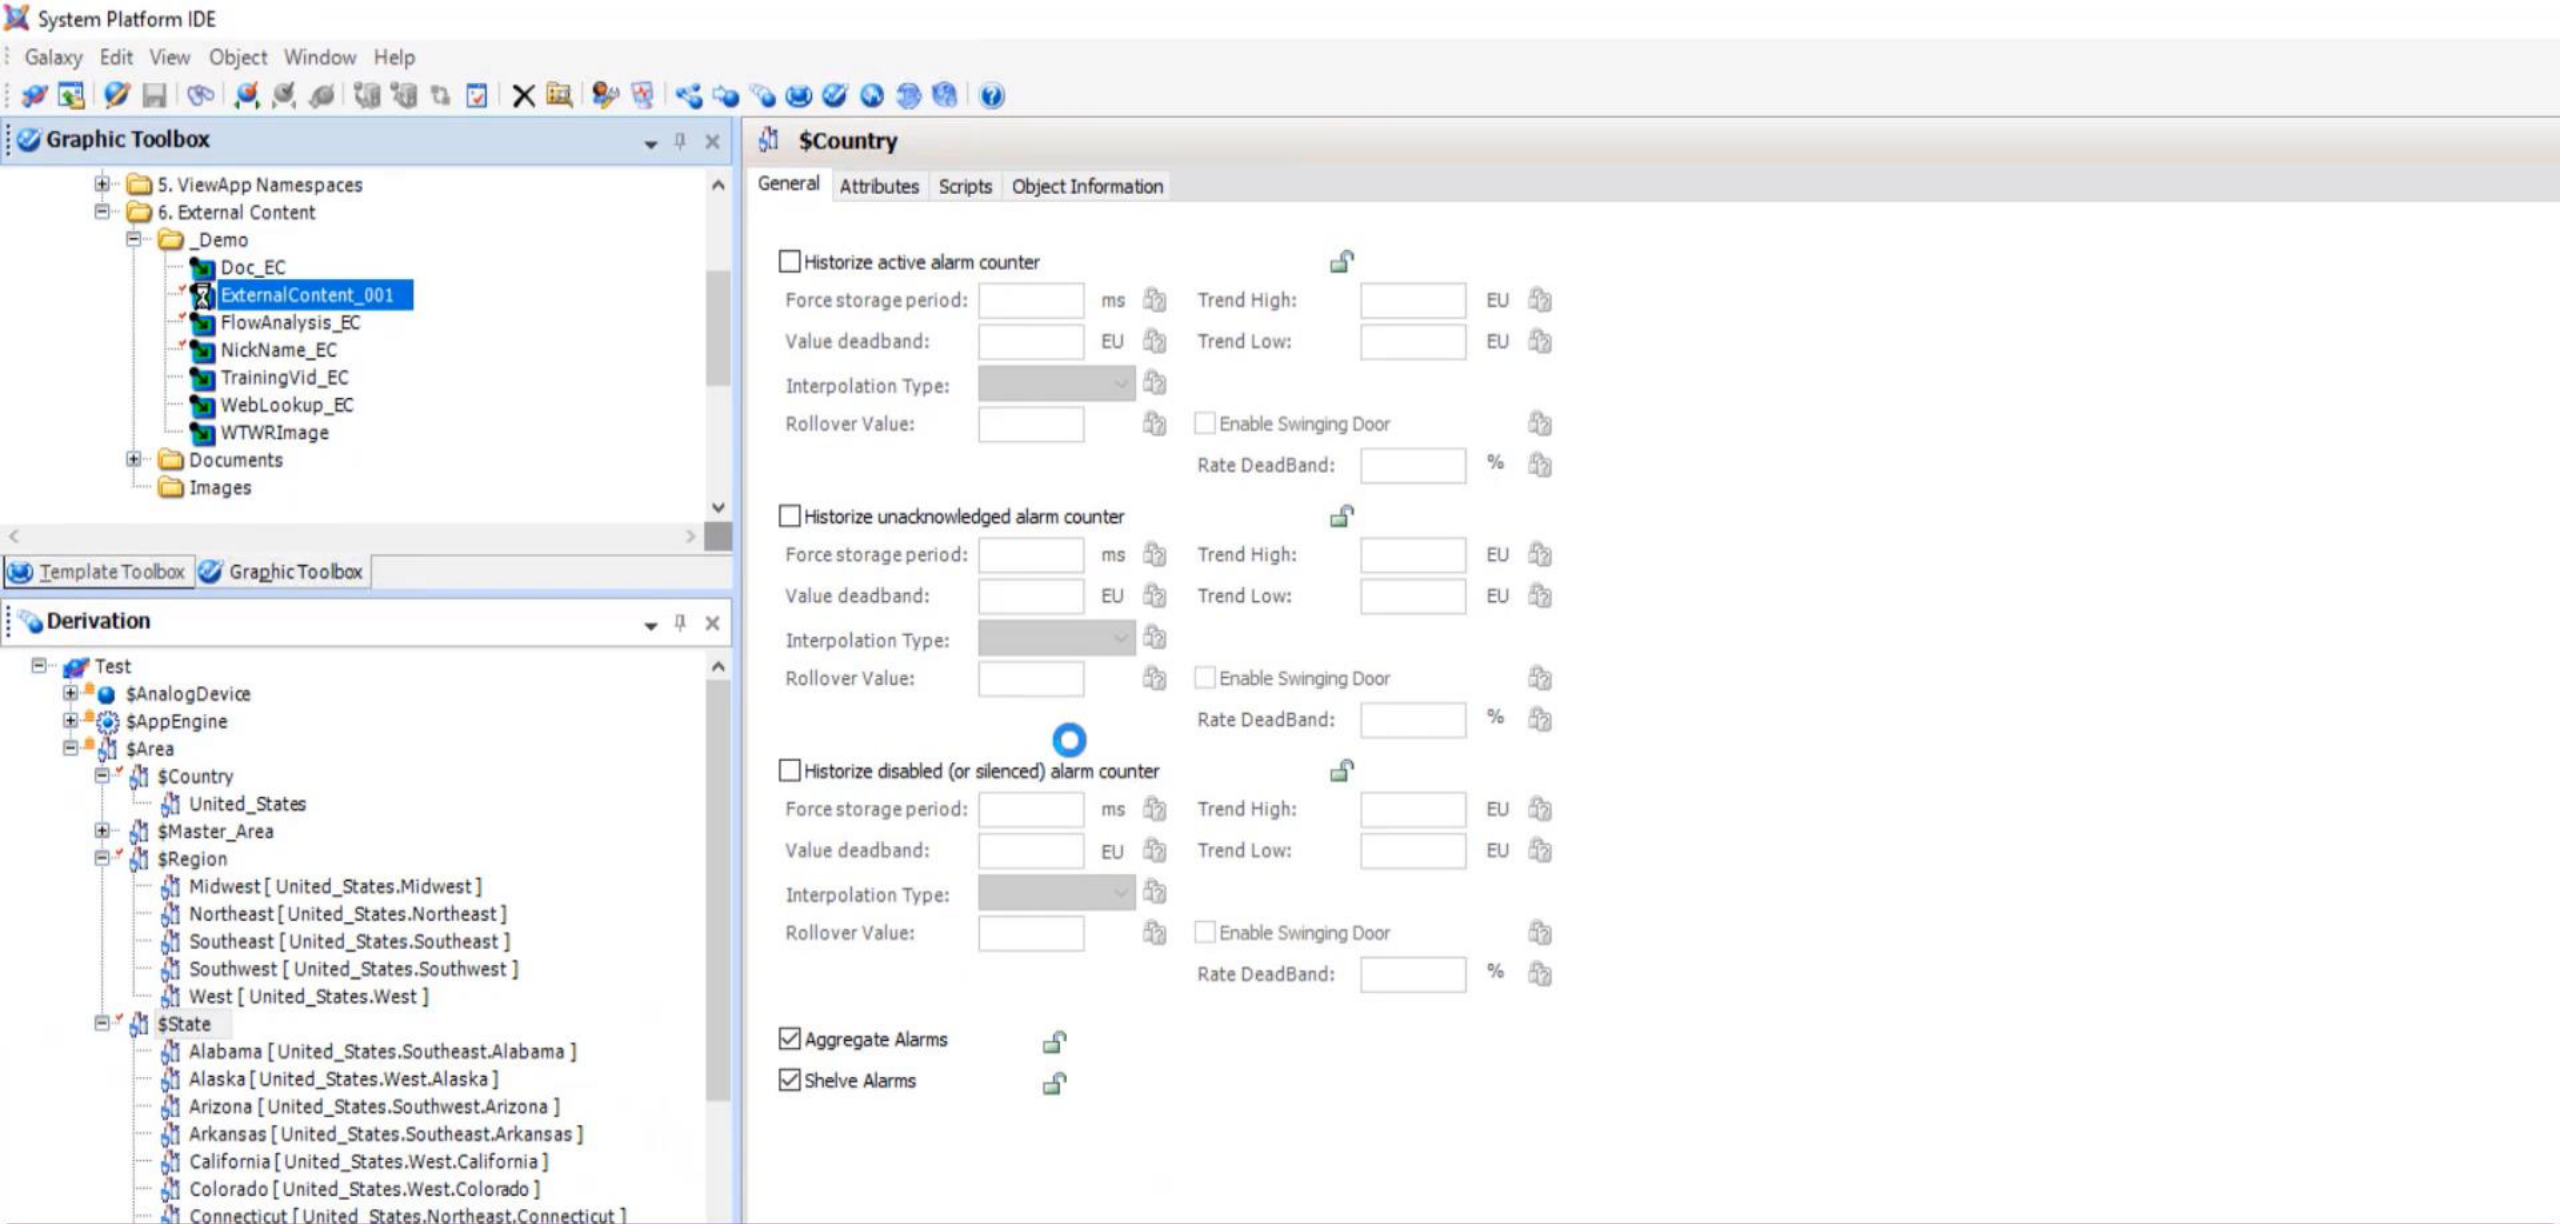 System Platform IDE
Galaxy Edit View Object Window Help
Graphic Toolbox
5. ViewApp Namespaces
6. External Content
_Demo
Doc_EC
ExternalContent_001
FlowAnalysis_EC
NickName_EC
TrainingVid_EC
WebLookup_EC
WTWRImage
Documents
Images
Template Toolbox Graphic Toolbox
Derivation
Test
$AnalogDevice
$AppEngine
$Area
$Country
United_States
$Master_Area
$Region
Midwest [ United_States.Midwest ]
Northeast [ United_States.Northeast ]
Southeast [ United_States.Southeast ]
Southwest [ United_States.Southwest ]
West [ United_States.West ]
$State
Alabama [ United_States.Southeast.Alabama ]
Alaska [ United_States.West.Alaska ]
Arizona [ United_States.Southwest.Arizona ]
Arkansas [ United_States.Southeast.Arkansas ]
California [ United_States.West.California ]
Colorado [ United_States.West.Colorado ]
Connecticut [ United_States.Northeast.Connecticut ]
$Country
General Attributes Scripts Object Information
Historize active alarm counter
Force storage period: ms Trend High: EU
Value deadband: EU Trend Low: EU
Interpolation Type:
Rollover Value: Enable Swinging Door
Rate DeadBand: %
Historize unacknowledged alarm counter
Force storage period: ms Trend High: EU
Value deadband: EU Trend Low: EU
Interpolation Type:
Rollover Value: Enable Swinging Door
Rate DeadBand: %
Historize disabled (or silenced) alarm counter
Force storage period: ms Trend High: EU
Value deadband: EU Trend Low: EU
Interpolation Type:
Rollover Value: Enable Swinging Door
Rate DeadBand: %
Aggregate Alarms
Shelve Alarms